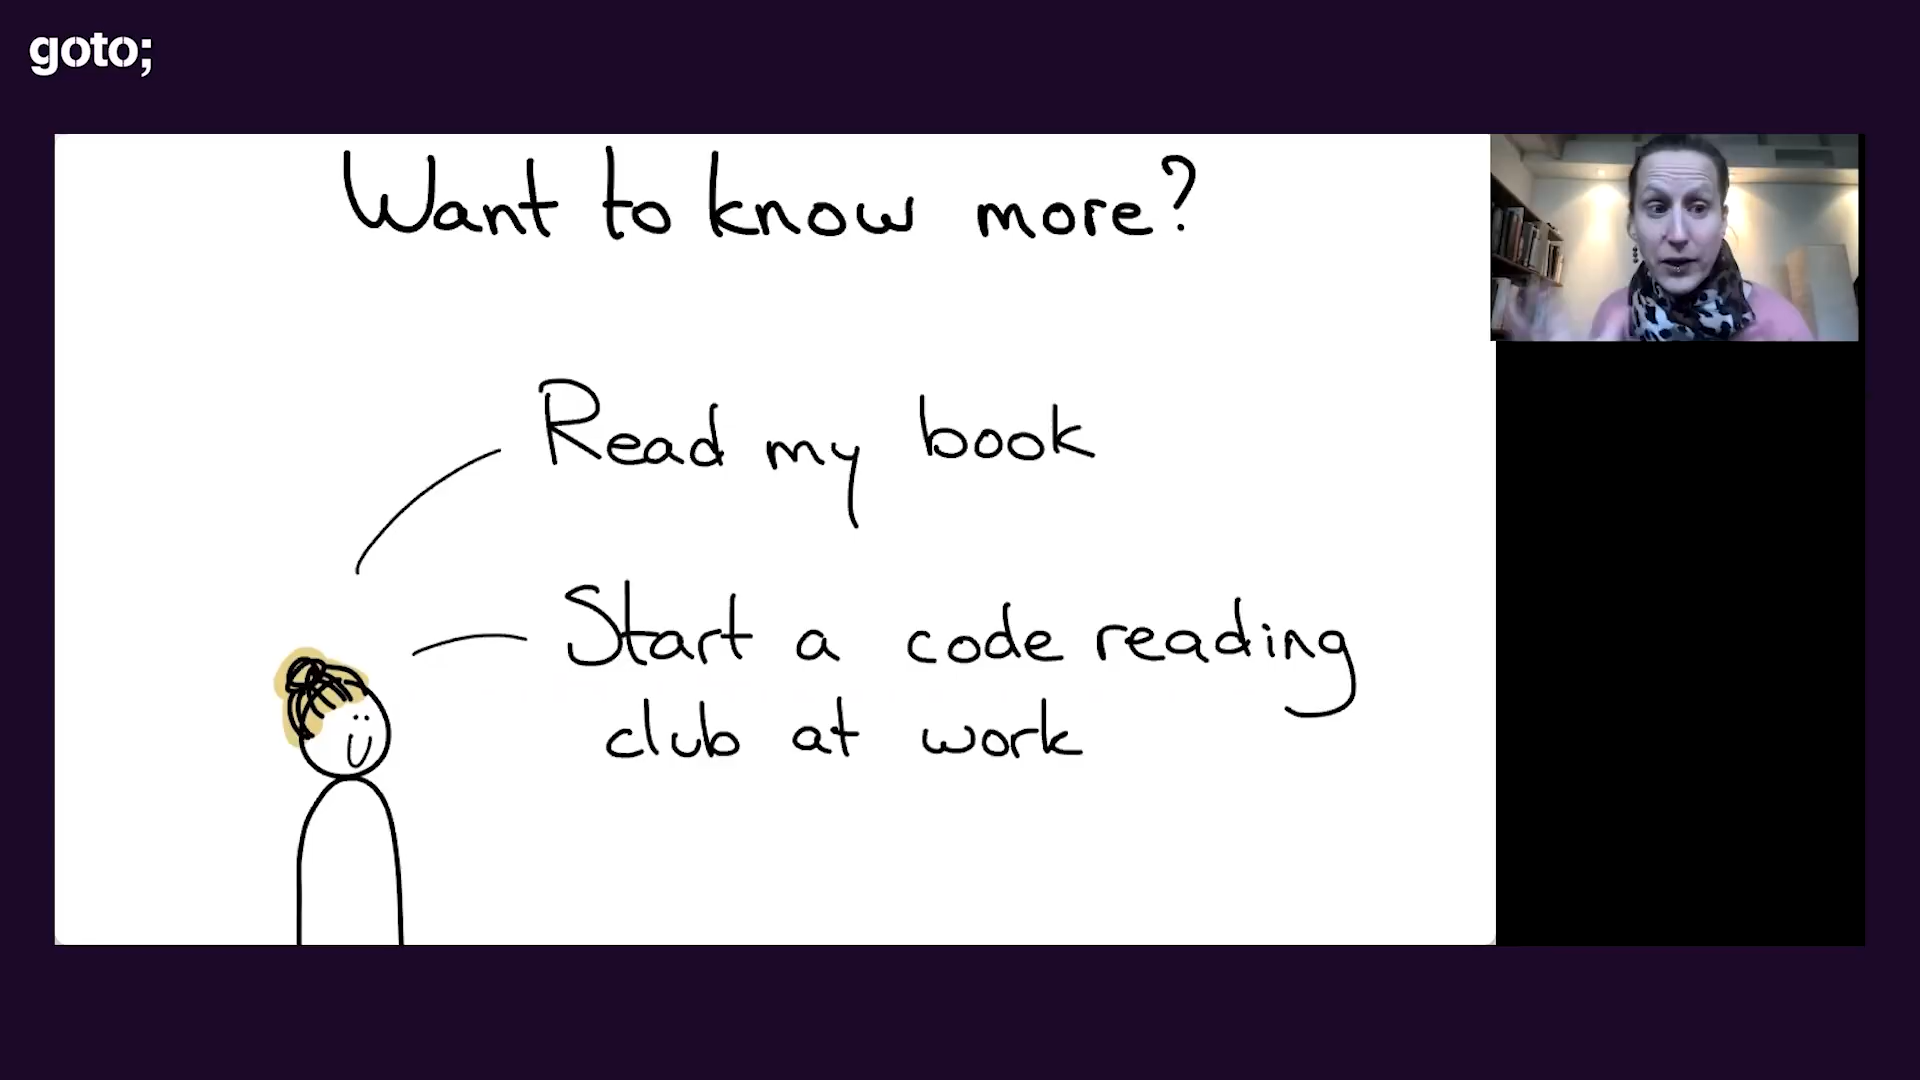 goto;
Want to know more?
Read my book
Start a code reading
club at work